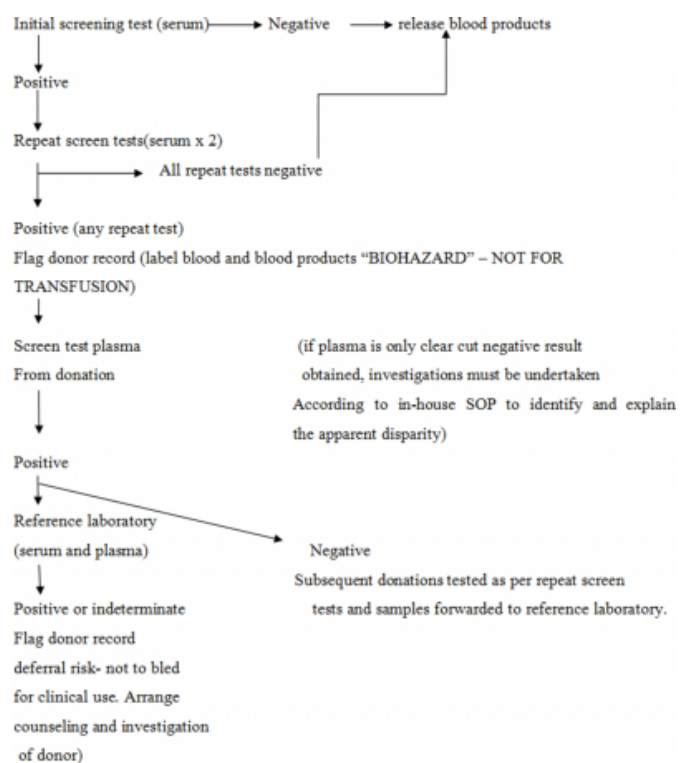 Initial screening test (serum) Negative release blood products
Positive
Repeat screen tests(serum x 2)
All repeat tests negative
Positive (any repeat test)
Flag donor record (label blood and blood products “BIOHAZARD” – NOT FOR
TRANSFUSION)
Screen test plasma (if plasma is only clear cut negative result
From donation obtained, investigations must be undertaken
According to in-house SOP to identify and explain
the apparent disparity)
Positive
Reference laboratory
(serum and plasma) Negative
Subsequent donations tested as per repeat screen
Positive or indeterminate tests and samples forwarded to reference laboratory.
Flag donor record
deferral risk- not to bled
for clinical use. Arrange
counseling and investigation
of donor)